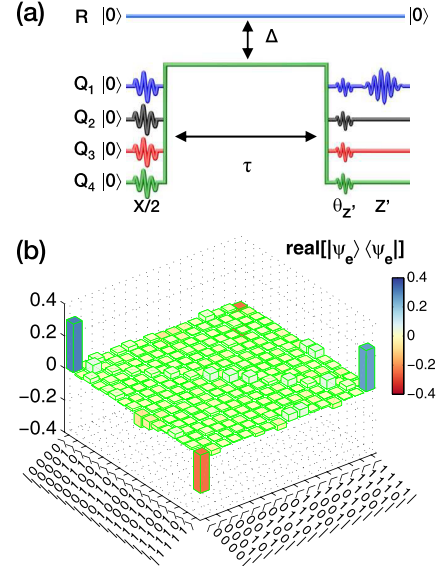 (a)
R |0⟩ |0⟩
Δ
Q₁ |0⟩
Q₂ |0⟩
Q₃ |0⟩
τ
Q₄ |0⟩
X/2 θ_Z' Z'
(b)
real[|ψₑ⟩ ⟨ψₑ|]
0.4
0.2
0
−0.2
−0.4
0.4
0.2
0
−0.2
−0.4